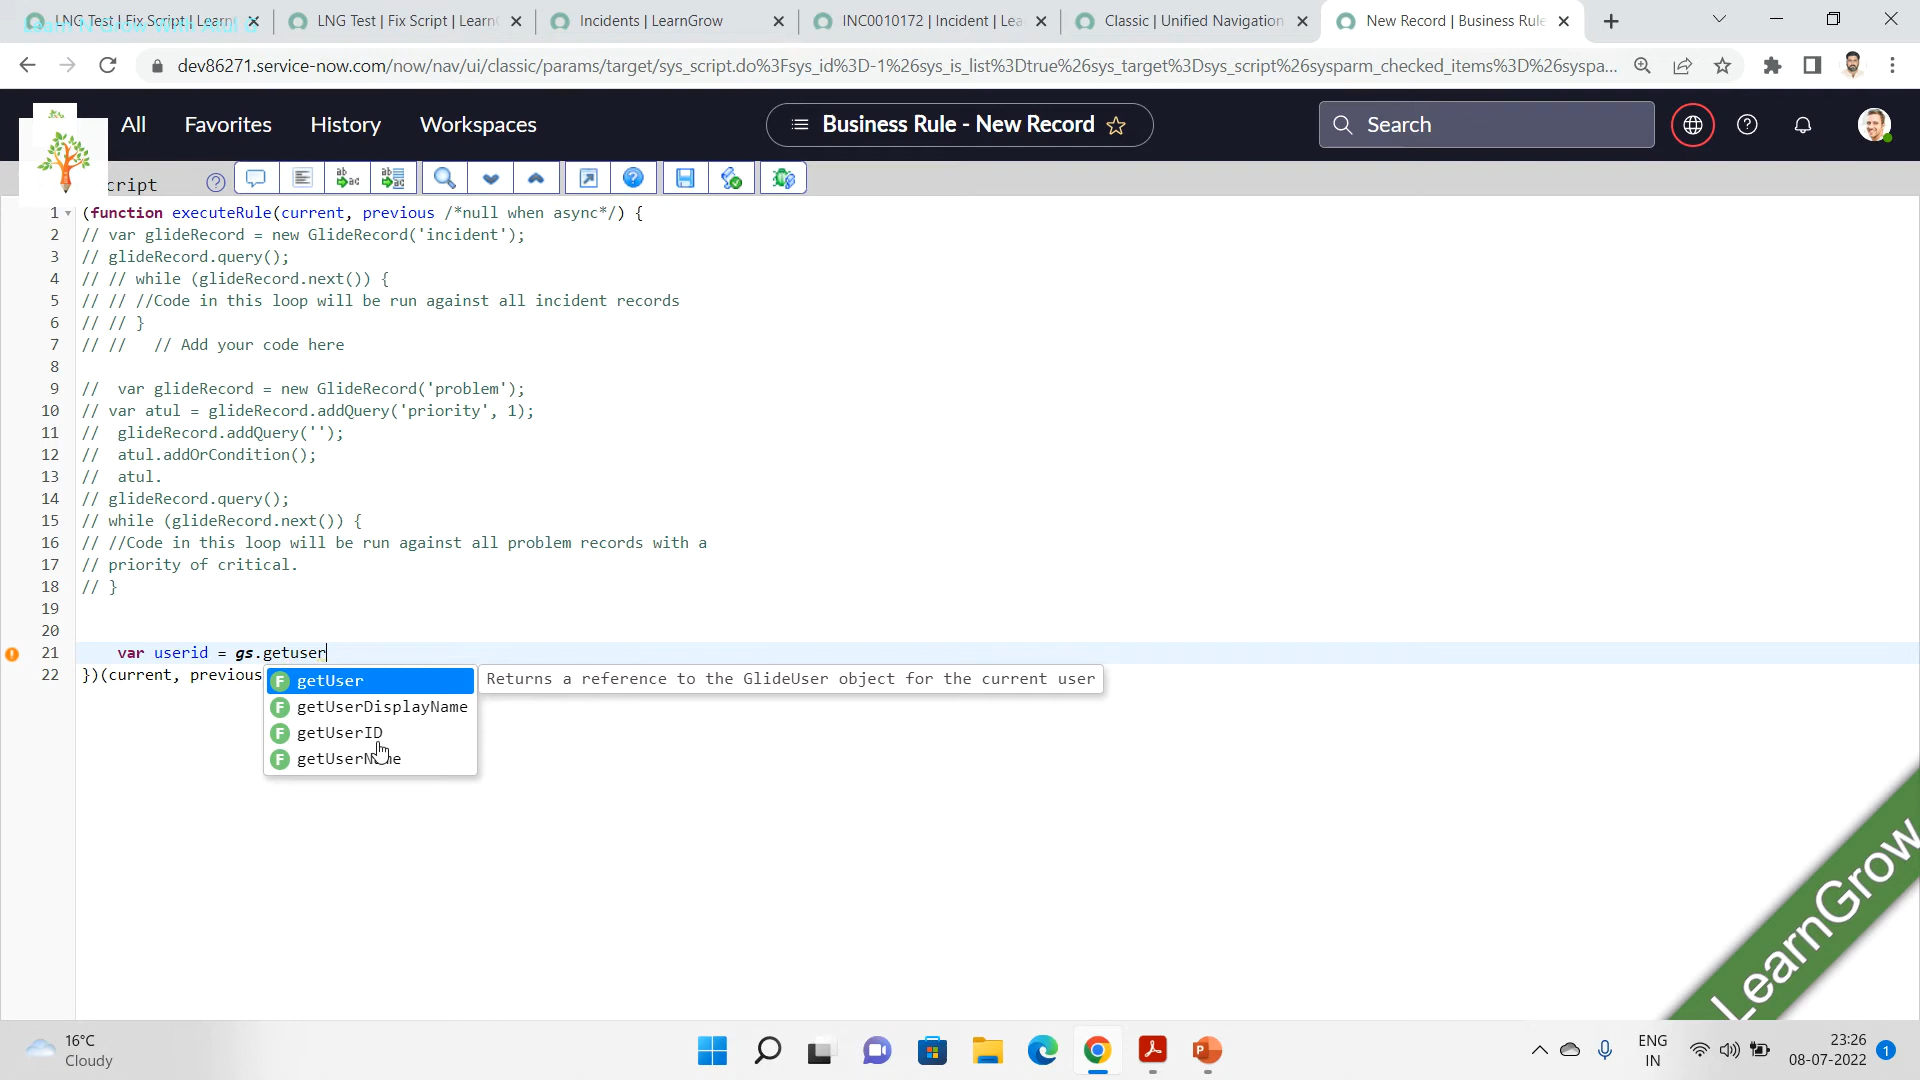 LNG Test | Fix Script | Learn
LNG Test | Fix Script | Learn
Incidents | LearnGrow
INC0010172 | Incident | Lea
Classic | Unified Navigation
New Record | Business Rule
Learn N Grow With Atul G
dev86271.service-now.com/now/nav/ui/classic/params/target/sys_script.do%3Fsys_id%3D-1%26sys_is_list%3Dtrue%26sys_target%3Dsys_script%26sysparm_checked_items%3D%26syspa...
All Favorites History Workspaces
Business Rule - New Record
Search
cript
1 (function executeRule(current, previous /*null when async*/) {
2 // var glideRecord = new GlideRecord('incident');
3 // glideRecord.query();
4 // // while (glideRecord.next()) {
5 // // //Code in this loop will be run against all incident records
6 // // }
7 // // // Add your code here
8
9 // var glideRecord = new GlideRecord('problem');
10 // var atul = glideRecord.addQuery('priority', 1);
11 // glideRecord.addQuery('');
12 // atul.addOrCondition();
13 // atul.
14 // glideRecord.query();
15 // while (glideRecord.next()) {
16 // //Code in this loop will be run against all problem records with a
17 // priority of critical.
18 // }
19
20
21 var userid = gs.getuser
22 })(current, previous
F getUser
Returns a reference to the GlideUser object for the current user
F getUserDisplayName
F getUserID
F getUserName
LearnGrow
16°C
Cloudy
ENG
IN
23:26
08-07-2022
1